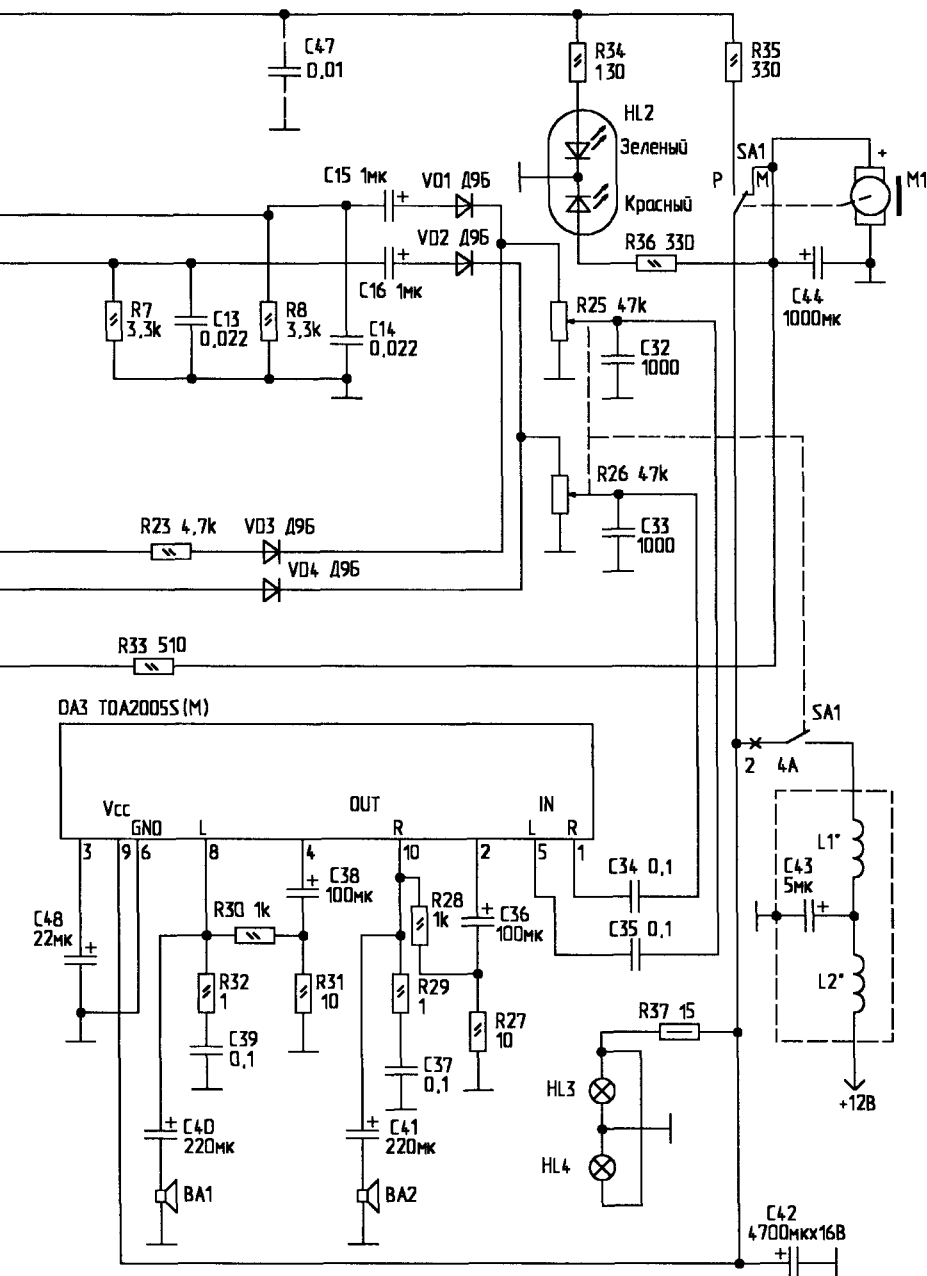 C47
0,01
R34
130
R35
330
HL2
Зеленый
Красный
SA1
P
M
+
M1
C15 1мк
+
VD1 Д9Б
VD2 Д9Б
+
C16 1мк
R36 330
+
C44
1000мк
R7
3,3k
C13
0,022
R8
3,3k
C14
0,022
R25 47k
C32
1000
R26 47k
C33
1000
R23 4,7k
VD3 Д9Б
VD4 Д9Б
R33 510
DA3 TDA2005S(M)
SA1
2
4A
Vcc
GND
L
OUT
R
IN
L
R
3
9
6
8
4
10
2
5
1
C48
22мк
+
R30 1k
+
C38
100мк
R28
1k
+
C36
100мк
C34 0,1
C35 0,1
L1*
C43
5мк
+
L2*
+12В
R32
1
R31
10
R29
1
R27
10
C39
0,1
C37
0,1
R37 15
HL3
HL4
+
C40
220мк
+
C41
220мк
BA1
BA2
C42
4700мкx16В
+